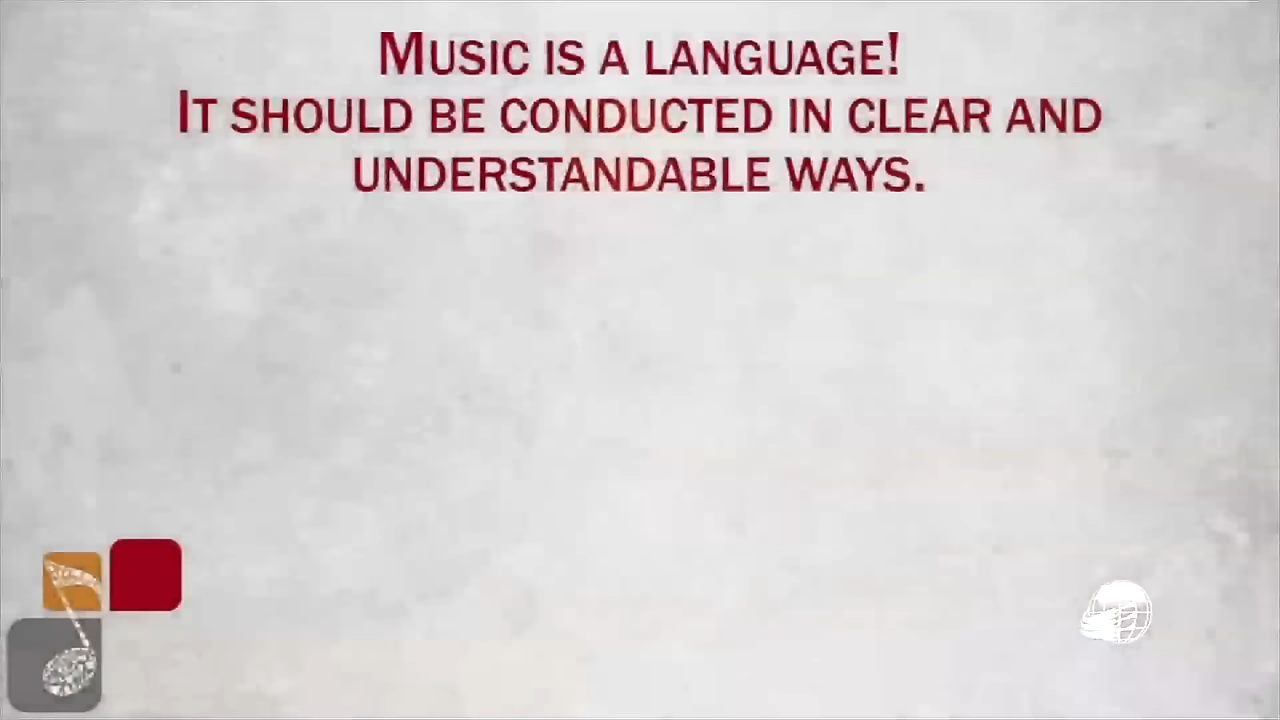 MUSIC IS A LANGUAGE!
IT SHOULD BE CONDUCTED IN CLEAR AND
UNDERSTANDABLE WAYS.